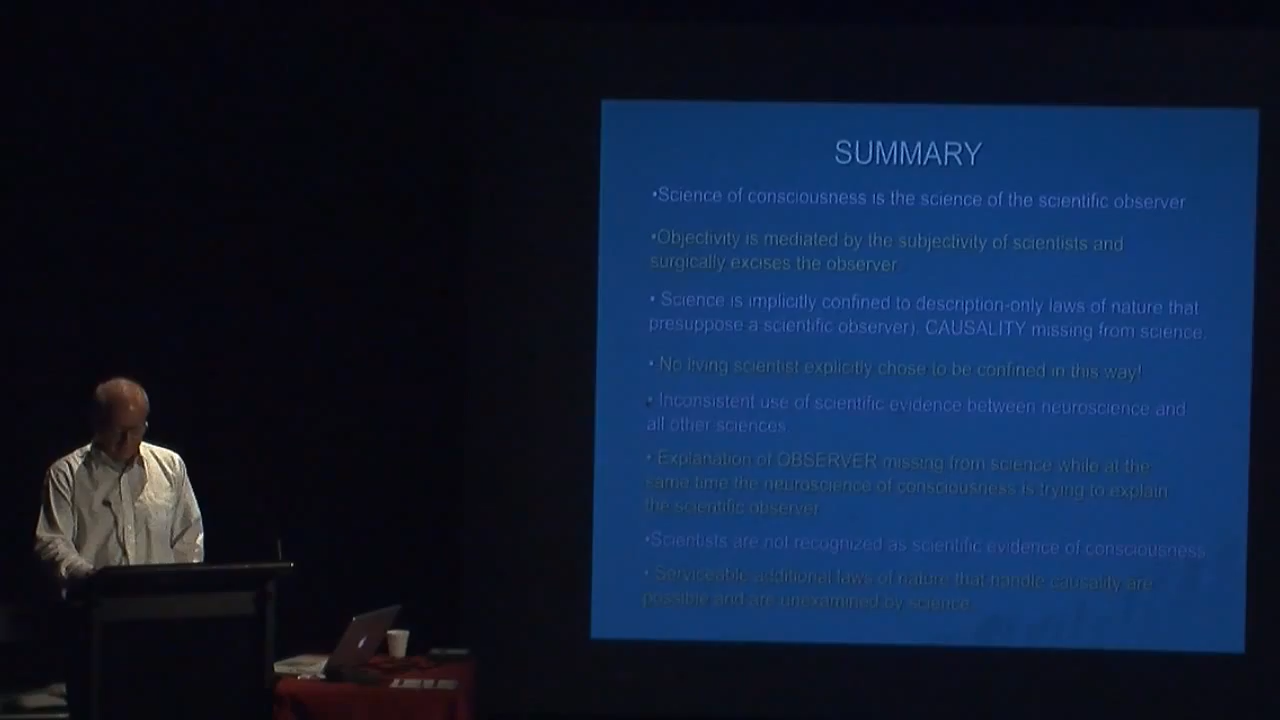 SUMMARY
•Science of consciousness is the science of the scientific observer
•Objectivity is mediated by the subjectivity of scientists and
surgically excises the observer.
• Science is implicitly confined to description-only laws of nature that
presuppose a scientific observer). CAUSALITY missing from science.
• No living scientist explicitly chose to be confined in this way!
• Inconsistent use of scientific evidence between neuroscience and
all other sciences
• Explanation of OBSERVER missing from science while at the
same time the neuroscience of consciousness is trying to explain
the scientific observer
•Scientists are not recognized as scientific evidence of consciousness
• Serviceable additional laws of nature that handle causality are
possible and are unexamined by science.